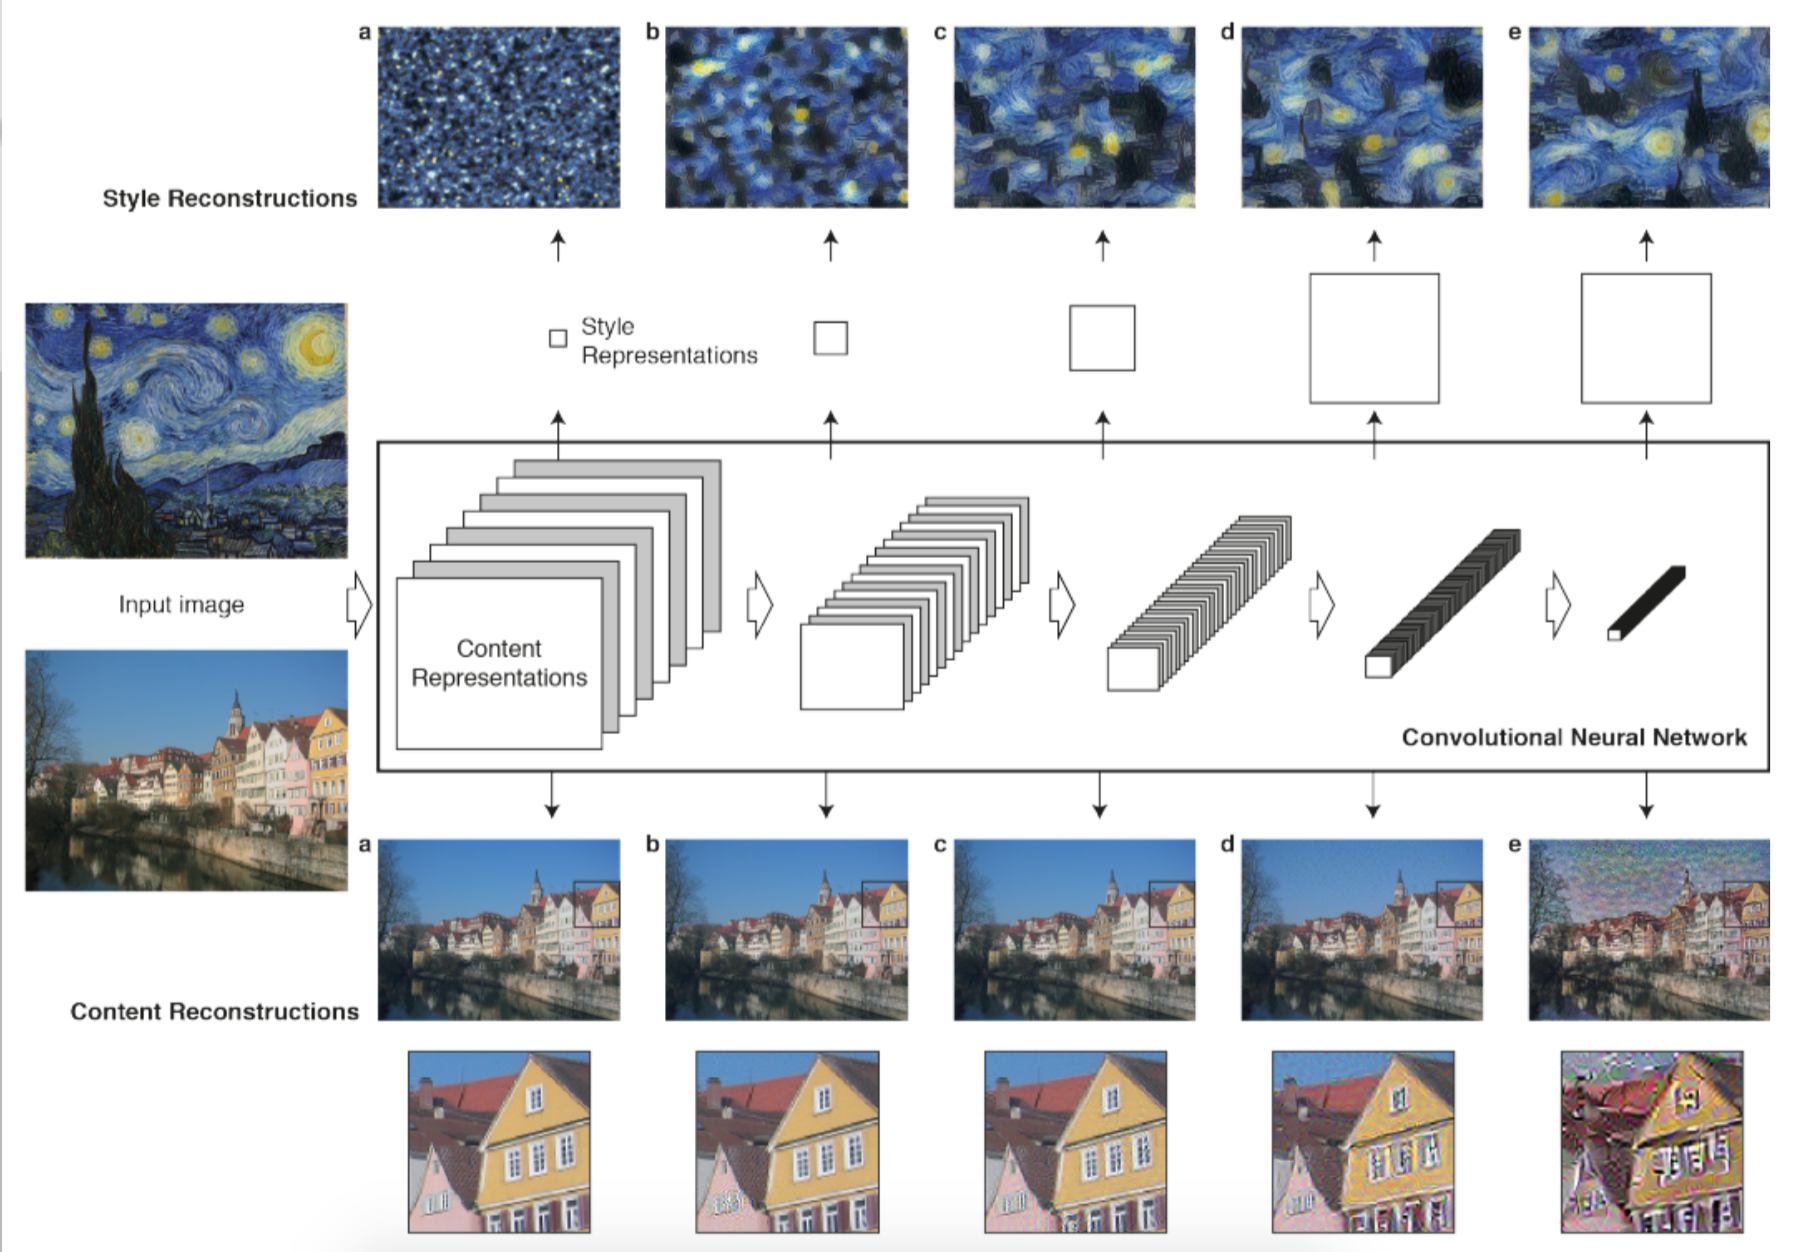 a
b
c
d
e
Style Reconstructions
Style
Representations
Input image
Content
Representations
Convolutional Neural Network
a
b
c
d
e
Content Reconstructions